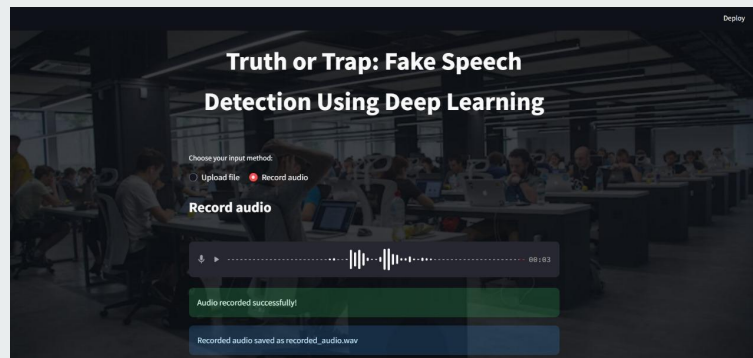 Deploy
Truth or Trap: Fake Speech
Detection Using Deep Learning
Choose your input method:
Upload file Record audio
Record audio
00:03
Audio recorded successfully!
Recorded audio saved as recorded_audio.wav